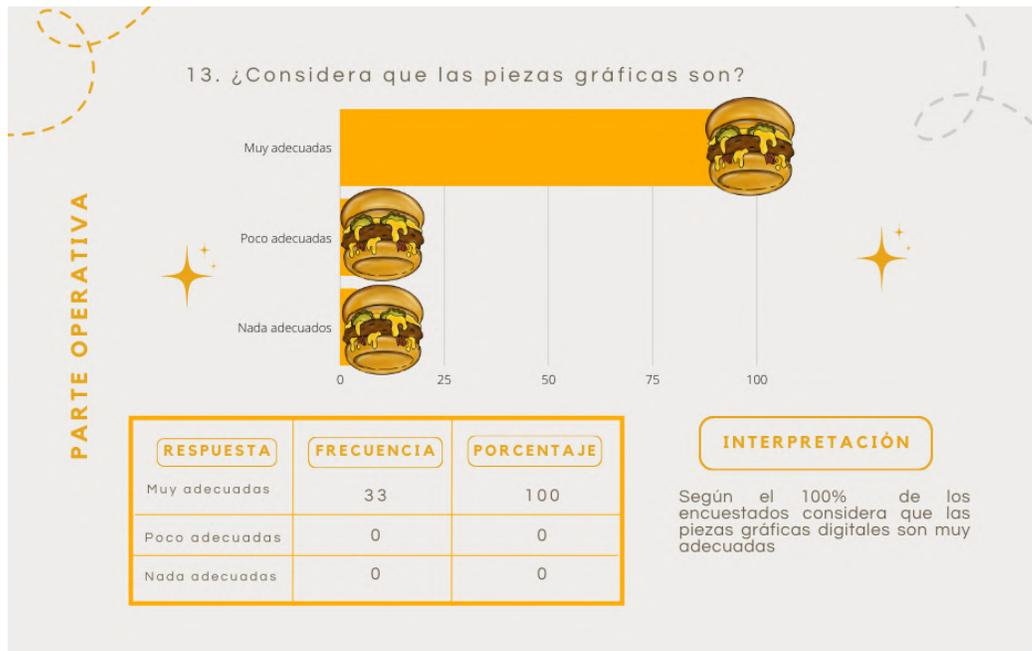 13. ¿Considera que las piezas gráficas son?
PARTE OPERATIVA
Muy adecuadas
Poco adecuadas
Nada adecuados
0 25 50 75 100
RESPUESTA FRECUENCIA PORCENTAJE
Muy adecuadas 33 100
Poco adecuadas 0 0
Nada adecuadas 0 0
INTERPRETACIÓN
Según el 100% de los
encuestados considera que las
piezas gráficas digitales son muy
adecuadas